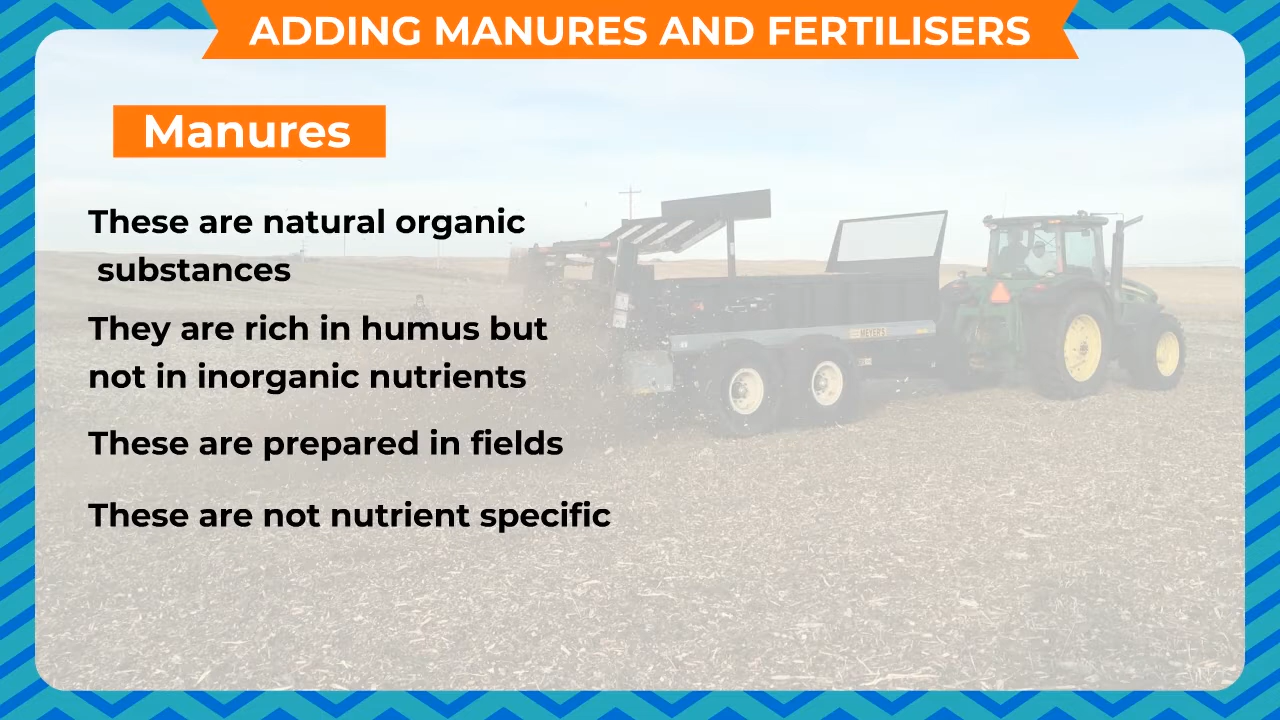 ADDING MANURES AND FERTILISERS
Manures
These are natural organic
substances
They are rich in humus but
not in inorganic nutrients
These are prepared in fields
These are not nutrient specific
MEYER'S